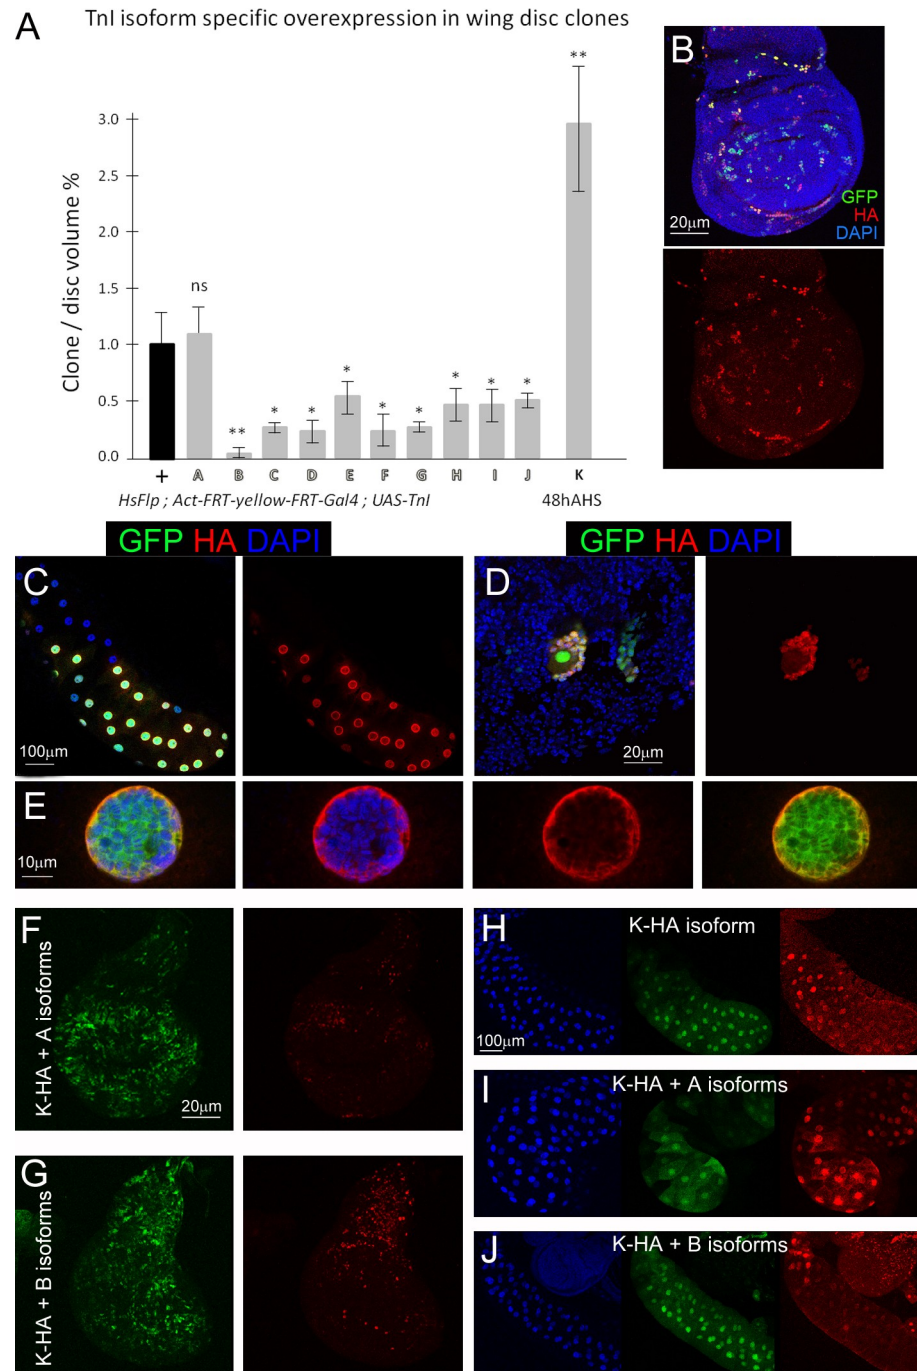 A
TnI isoform specific overexpression in wing disc clones
Clone / disc volume %
3.0
2.5
2.0
1.5
1.0
0.5
0.0
ns
**
*
*
*
*
*
*
*
*
**
+ A B C D E F G H I J K
HsFlp ; Act-FRT-yellow-FRT-Gal4 ; UAS-TnI
48hAHS
B
GFP
HA
DAPI
20μm
GFP HA DAPI
GFP HA DAPI
C
100μm
D
20μm
E
10μm
F
K-HA + A isoforms
20μm
G
K-HA + B isoforms
H
K-HA isoform
100μm
I
K-HA + A isoforms
J
K-HA + B isoforms